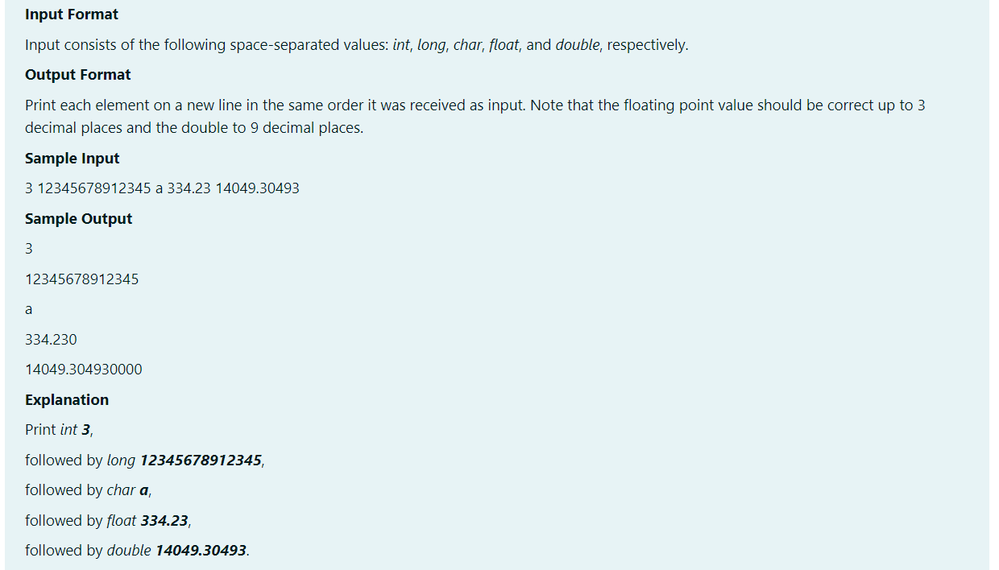 Input Format
Input consists of the following space-separated values: int, long, char, float, and double, respectively.
Output Format
Print each element on a new line in the same order it was received as input. Note that the floating point value should be correct up to 3
decimal places and the double to 9 decimal places.
Sample Input
3 12345678912345 a 334.23 14049.30493
Sample Output
3
12345678912345
a
334.230
14049.304930000
Explanation
Print int 3,
followed by long 12345678912345,
followed by char a,
followed by float 334.23,
followed by double 14049.30493.